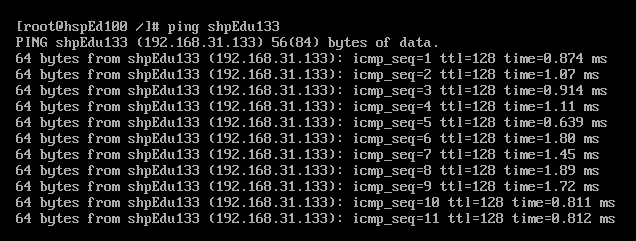 [root@hspEd100 /]# ping shpEdu133
PING shpEdu133 (192.168.31.133) 56(84) bytes of data.
64 bytes from shpEdu133 (192.168.31.133): icmp_seq=1 ttl=128 time=0.874 ms
64 bytes from shpEdu133 (192.168.31.133): icmp_seq=2 ttl=128 time=1.07 ms
64 bytes from shpEdu133 (192.168.31.133): icmp_seq=3 ttl=128 time=0.914 ms
64 bytes from shpEdu133 (192.168.31.133): icmp_seq=4 ttl=128 time=1.11 ms
64 bytes from shpEdu133 (192.168.31.133): icmp_seq=5 ttl=128 time=0.639 ms
64 bytes from shpEdu133 (192.168.31.133): icmp_seq=6 ttl=128 time=1.80 ms
64 bytes from shpEdu133 (192.168.31.133): icmp_seq=7 ttl=128 time=1.45 ms
64 bytes from shpEdu133 (192.168.31.133): icmp_seq=8 ttl=128 time=1.89 ms
64 bytes from shpEdu133 (192.168.31.133): icmp_seq=9 ttl=128 time=1.72 ms
64 bytes from shpEdu133 (192.168.31.133): icmp_seq=10 ttl=128 time=0.811 ms
64 bytes from shpEdu133 (192.168.31.133): icmp_seq=11 ttl=128 time=0.812 ms